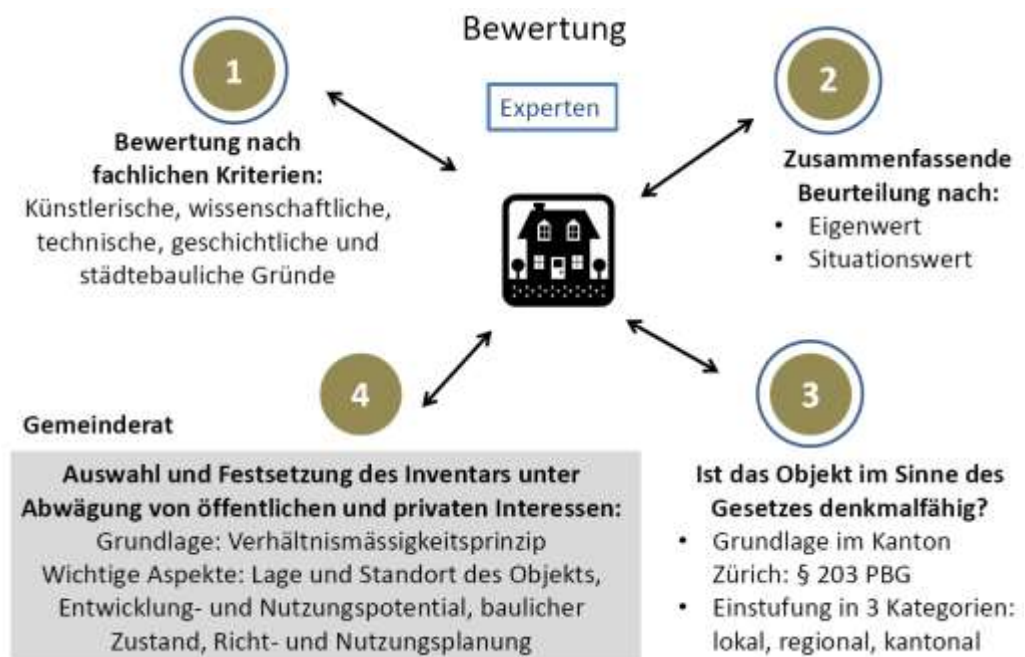 Bewertung
Experten
1
Bewertung nach
fachlichen Kriterien:
Künstlerische, wissenschaftliche,
technische, geschichtliche und
städtebauliche Gründe
2
Zusammenfassende
Beurteilung nach:
• Eigenwert
• Situationswert
3
Ist das Objekt im Sinne des
Gesetzes denkmalfähig?
• Grundlage im Kanton
Zürich: § 203 PBG
• Einstufung in 3 Kategorien:
lokal, regional, kantonal
4
Gemeinderat
Auswahl und Festsetzung des Inventars unter
Abwägung von öffentlichen und privaten Interessen:
Grundlage: Verhältnismässigkeitsprinzip
Wichtige Aspekte: Lage und Standort des Objekts,
Entwicklung- und Nutzungspotential, baulicher
Zustand, Richt- und Nutzungsplanung